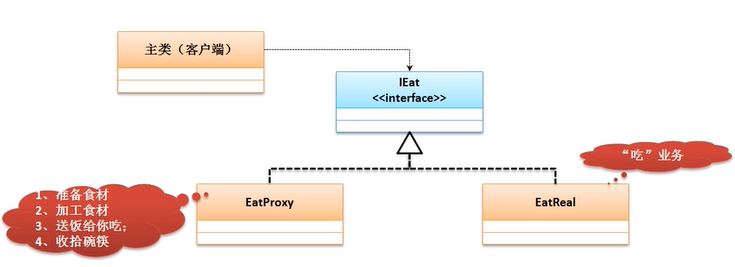 主类（客户端）
IEat
<<interface>>
“吃”业务
EatProxy
EatReal
1、准备食材
2、加工食材
3、送饭给你吃；
4、收拾碗筷